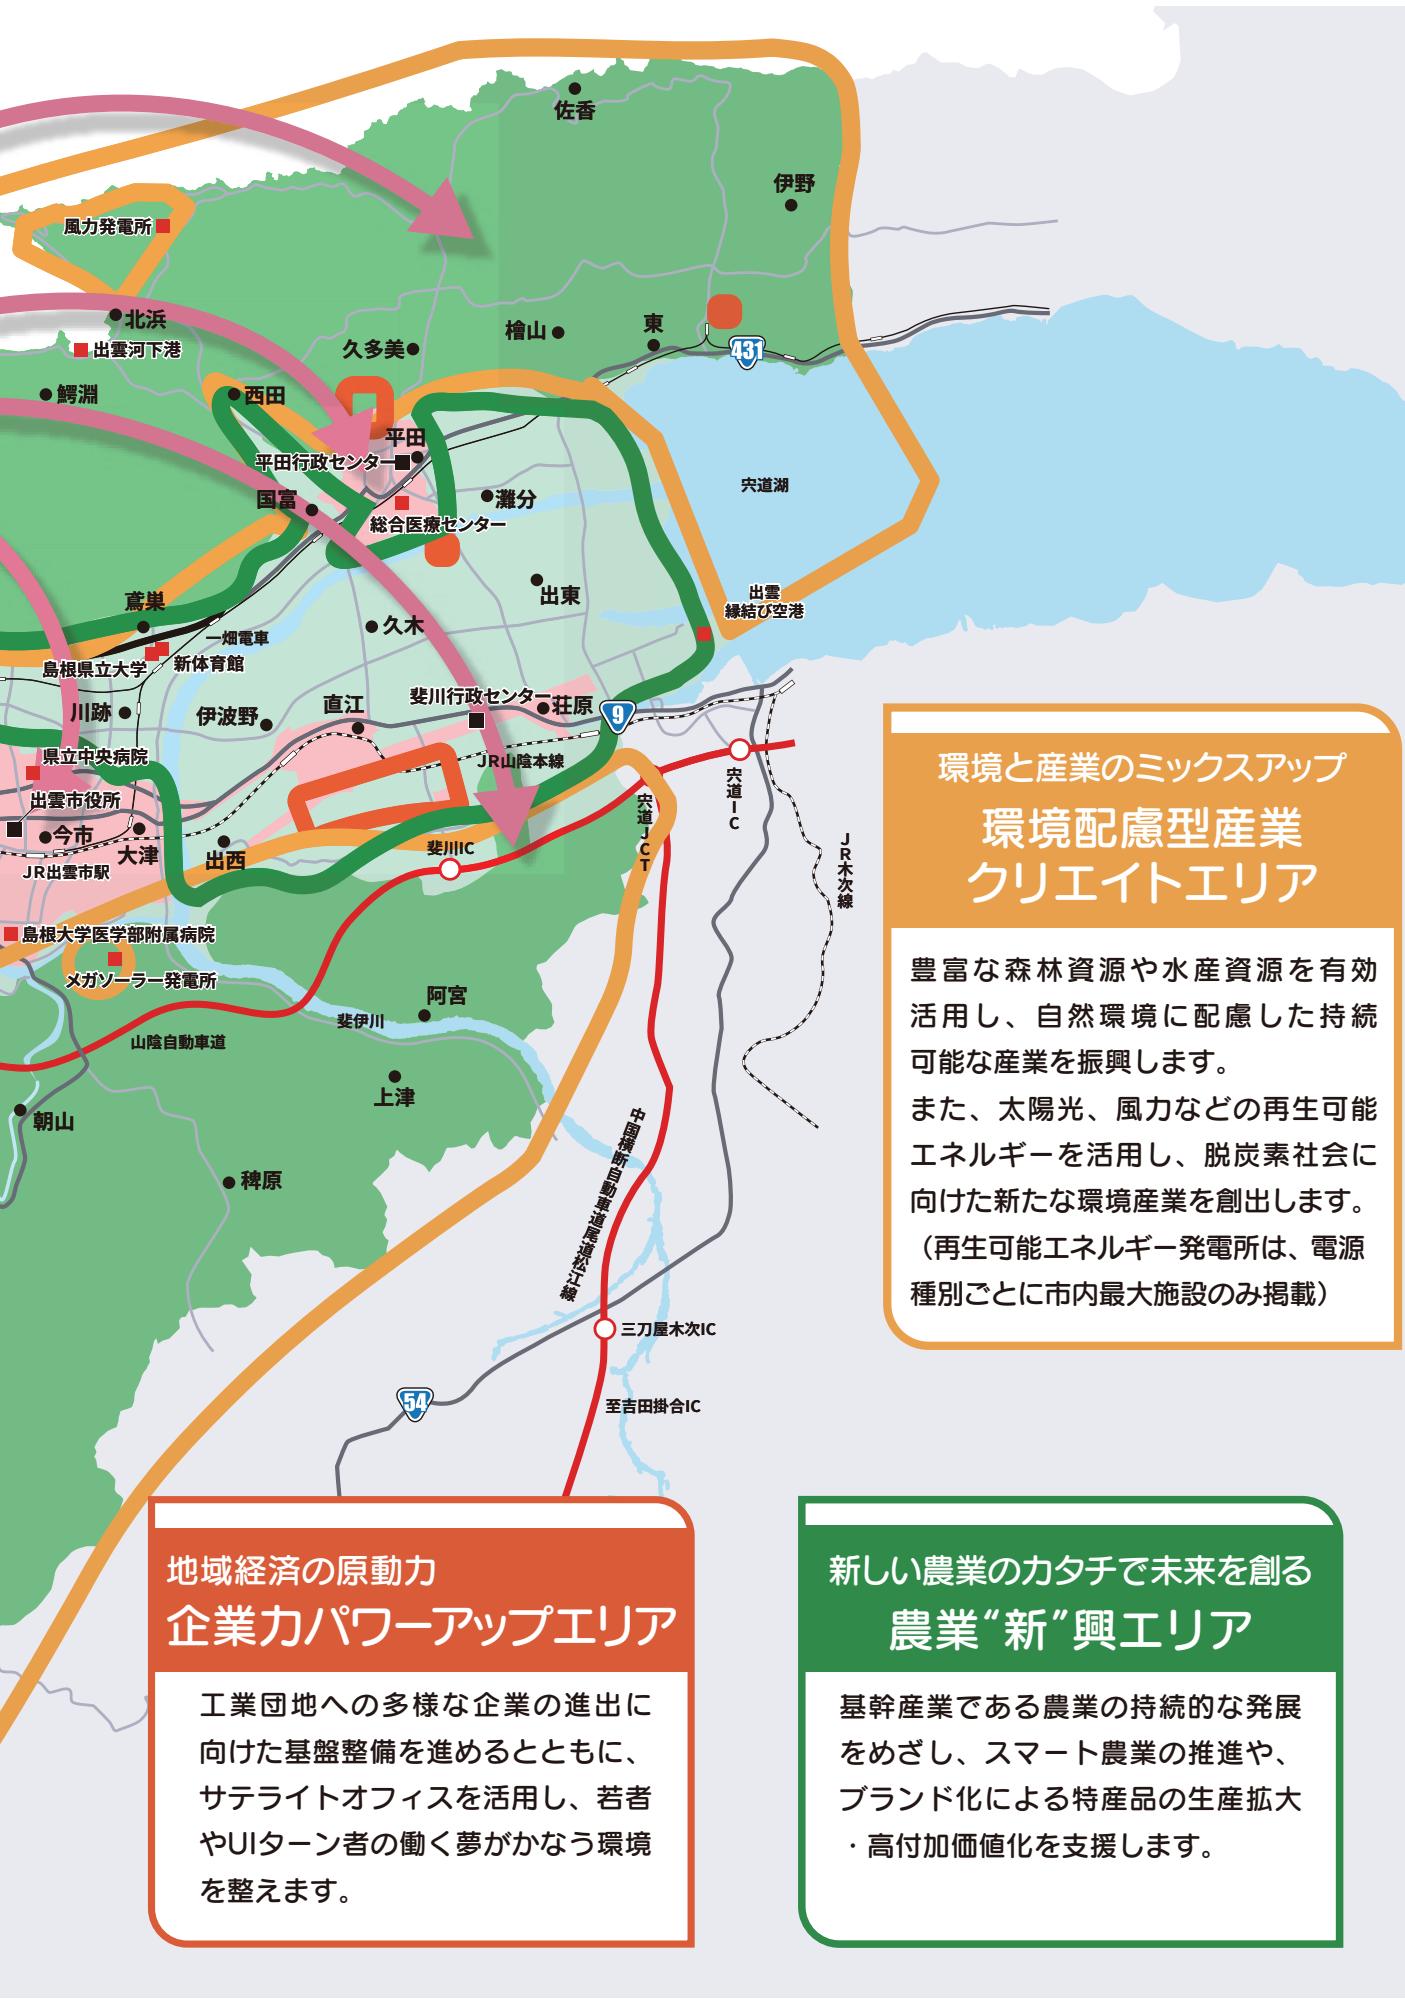 佐香
伊野
風力発電所
北浜
出雲河下港
久多美
檜山
東
431
鰐淵
西田
平田
平田行政センター
国富
灘分
総合医療センター
宍道湖
出雲
縁結び空港
出東
鳶巣
久木
一畑電車
島根県立大学
新体育館
川跡
伊波野
直江
斐川行政センター
荘原
9
県立中央病院
JR山陰本線
出雲市役所
今市
大津
出西
斐川IC
宍道JCT
宍道IC
JR木次線
JR出雲市駅
島根大学医学部附属病院
メガソーラー発電所
阿宮
斐伊川
山陰自動車道
上津
朝山
稗原
中国横断自動車道尾道松江線
三刀屋木次IC
54
至吉田掛合IC
環境と産業のミックスアップ
環境配慮型産業
クリエイトエリア
豊富な森林資源や水産資源を有効
活用し、自然環境に配慮した持続
可能な産業を振興します。
また、太陽光、風力などの再生可能
エネルギーを活用し、脱炭素社会に
向けた新たな環境産業を創出します。
（再生可能エネルギー発電所は、電源
種別ごとに市内最大施設のみ掲載）
地域経済の原動力
企業力パワーアップエリア
工業団地への多様な企業の進出に
向けた基盤整備を進めるとともに、
サテライトオフィスを活用し、若者
やUIターン者の働く夢がかなう環境
を整えます。
新しい農業のカタチで未来を創る
農業“新”興エリア
基幹産業である農業の持続的な発展
をめざし、スマート農業の推進や、
ブランド化による特産品の生産拡大
・高付加価値化を支援します。